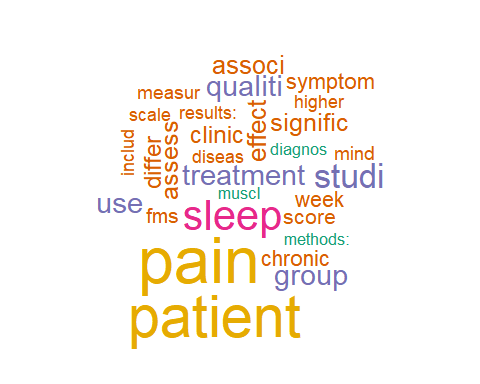 associ
measur qualiti symptom
scale results: effect higher
includ differ assess clinic signific
diseas diagnos mind
treatment studi
use muscl week
fms sleep score
methods:
pain chronic
group
patient